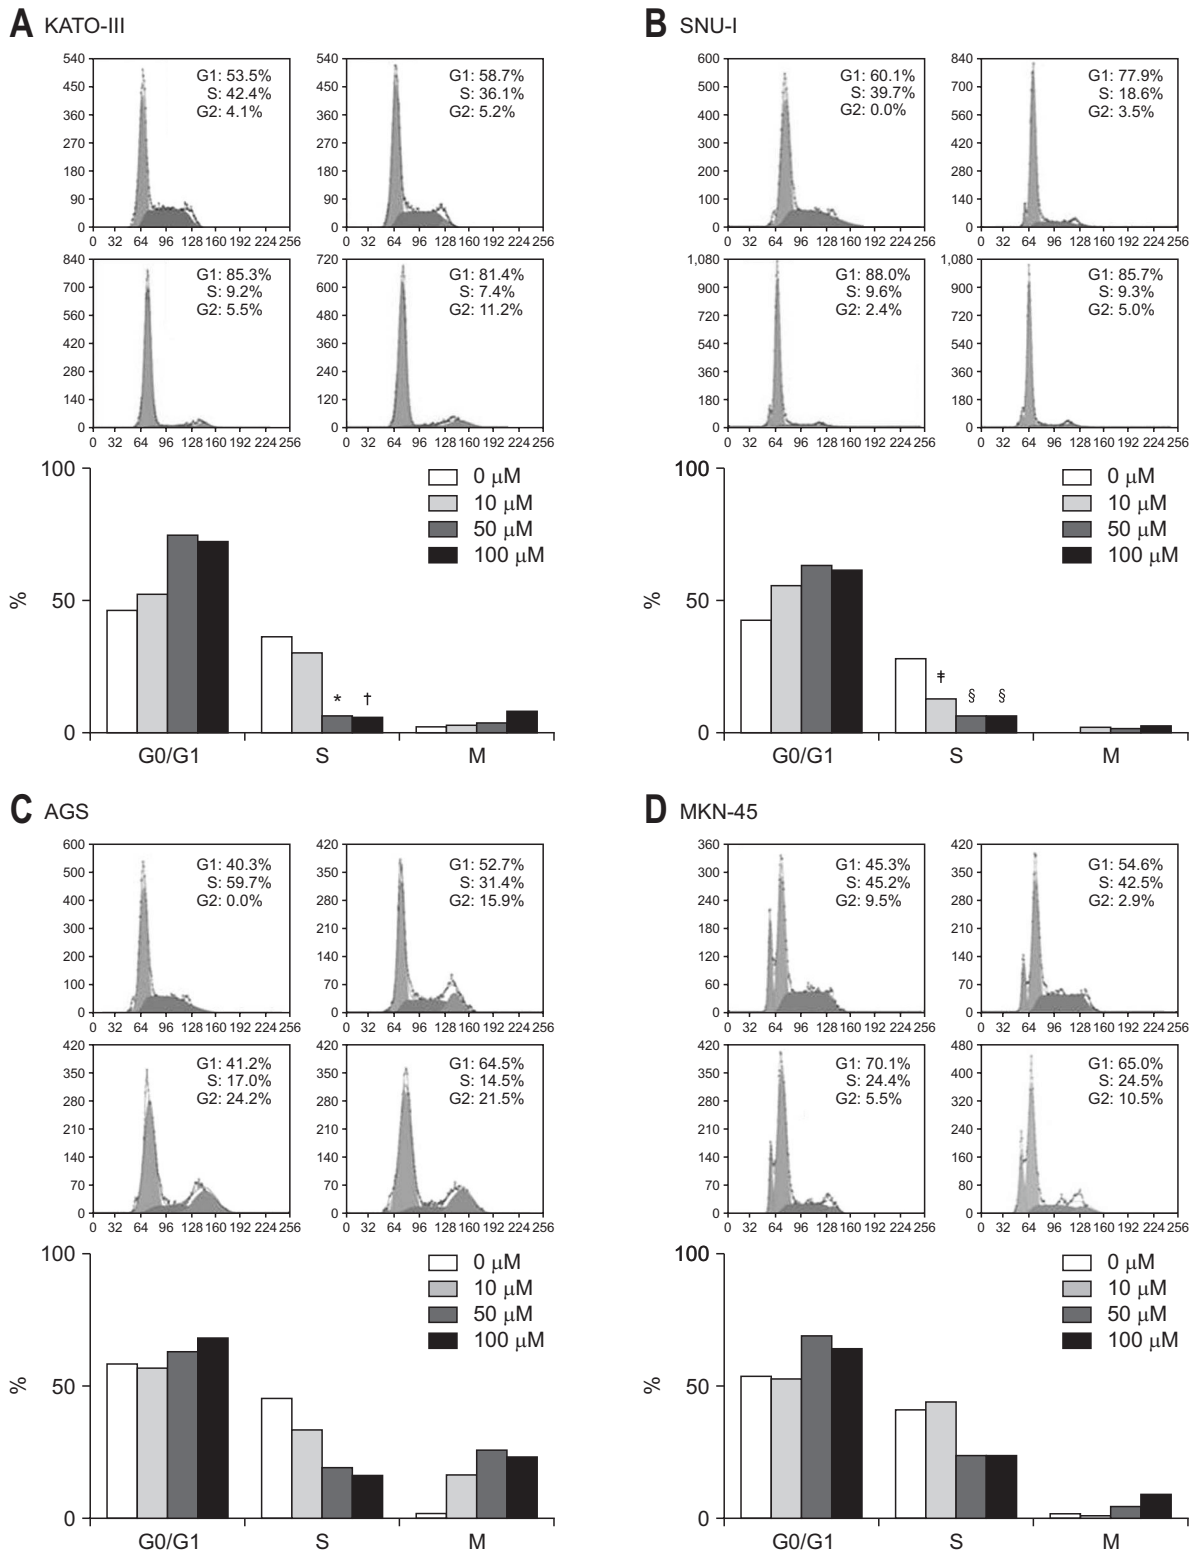 A KATO-III
540
450
360
270
180
90
0
G1: 53.5%
S: 42.4%
G2: 4.1%
0 32 64 96 128 160 192 224 256
540
450
360
270
180
90
0
G1: 58.7%
S: 36.1%
G2: 5.2%
0 32 64 96 128 160 192 224 256
840
700
560
420
280
140
0
G1: 85.3%
S: 9.2%
G2: 5.5%
0 32 64 96 128 160 192 224 256
720
600
480
360
240
120
0
G1: 81.4%
S: 7.4%
G2: 11.2%
0 32 64 96 128 160 192 224 256
100
50
0
%
0 μM
10 μM
50 μM
100 μM
* †
G0/G1 S M
B SNU-I
600
500
400
300
200
100
0
G1: 60.1%
S: 39.7%
G2: 0.0%
0 32 64 96 128 160 192 224 256
840
700
560
420
280
140
0
G1: 77.9%
S: 18.6%
G2: 3.5%
0 32 64 96 128 160 192 224 256
1,080
900
720
540
360
180
0
G1: 88.0%
S: 9.6%
G2: 2.4%
0 32 64 96 128 160 192 224 256
1,080
900
720
540
360
180
0
G1: 85.7%
S: 9.3%
G2: 5.0%
0 32 64 96 128 160 192 224 256
100
50
0
%
0 μM
10 μM
50 μM
100 μM
‡ § §
G0/G1 S M
C AGS
600
500
400
300
200
100
0
G1: 40.3%
S: 59.7%
G2: 0.0%
0 32 64 96 128 160 192 224 256
420
350
280
210
140
70
0
G1: 52.7%
S: 31.4%
G2: 15.9%
0 32 64 96 128 160 192 224 256
420
350
280
210
140
70
0
G1: 41.2%
S: 17.0%
G2: 24.2%
0 32 64 96 128 160 192 224 256
420
350
280
210
140
70
0
G1: 64.5%
S: 14.5%
G2: 21.5%
0 32 64 96 128 160 192 224 256
100
50
0
%
0 μM
10 μM
50 μM
100 μM
G0/G1 S M
D MKN-45
360
300
240
180
120
60
0
G1: 45.3%
S: 45.2%
G2: 9.5%
0 32 64 96 128 160 192 224 256
420
350
280
210
140
70
0
G1: 54.6%
S: 42.5%
G2: 2.9%
0 32 64 96 128 160 192 224 256
420
350
280
210
140
70
0
G1: 70.1%
S: 24.4%
G2: 5.5%
0 32 64 96 128 160 192 224 256
480
400
320
240
160
80
0
G1: 65.0%
S: 24.5%
G2: 10.5%
0 32 64 96 128 160 192 224 256
100
50
0
%
0 μM
10 μM
50 μM
100 μM
G0/G1 S M